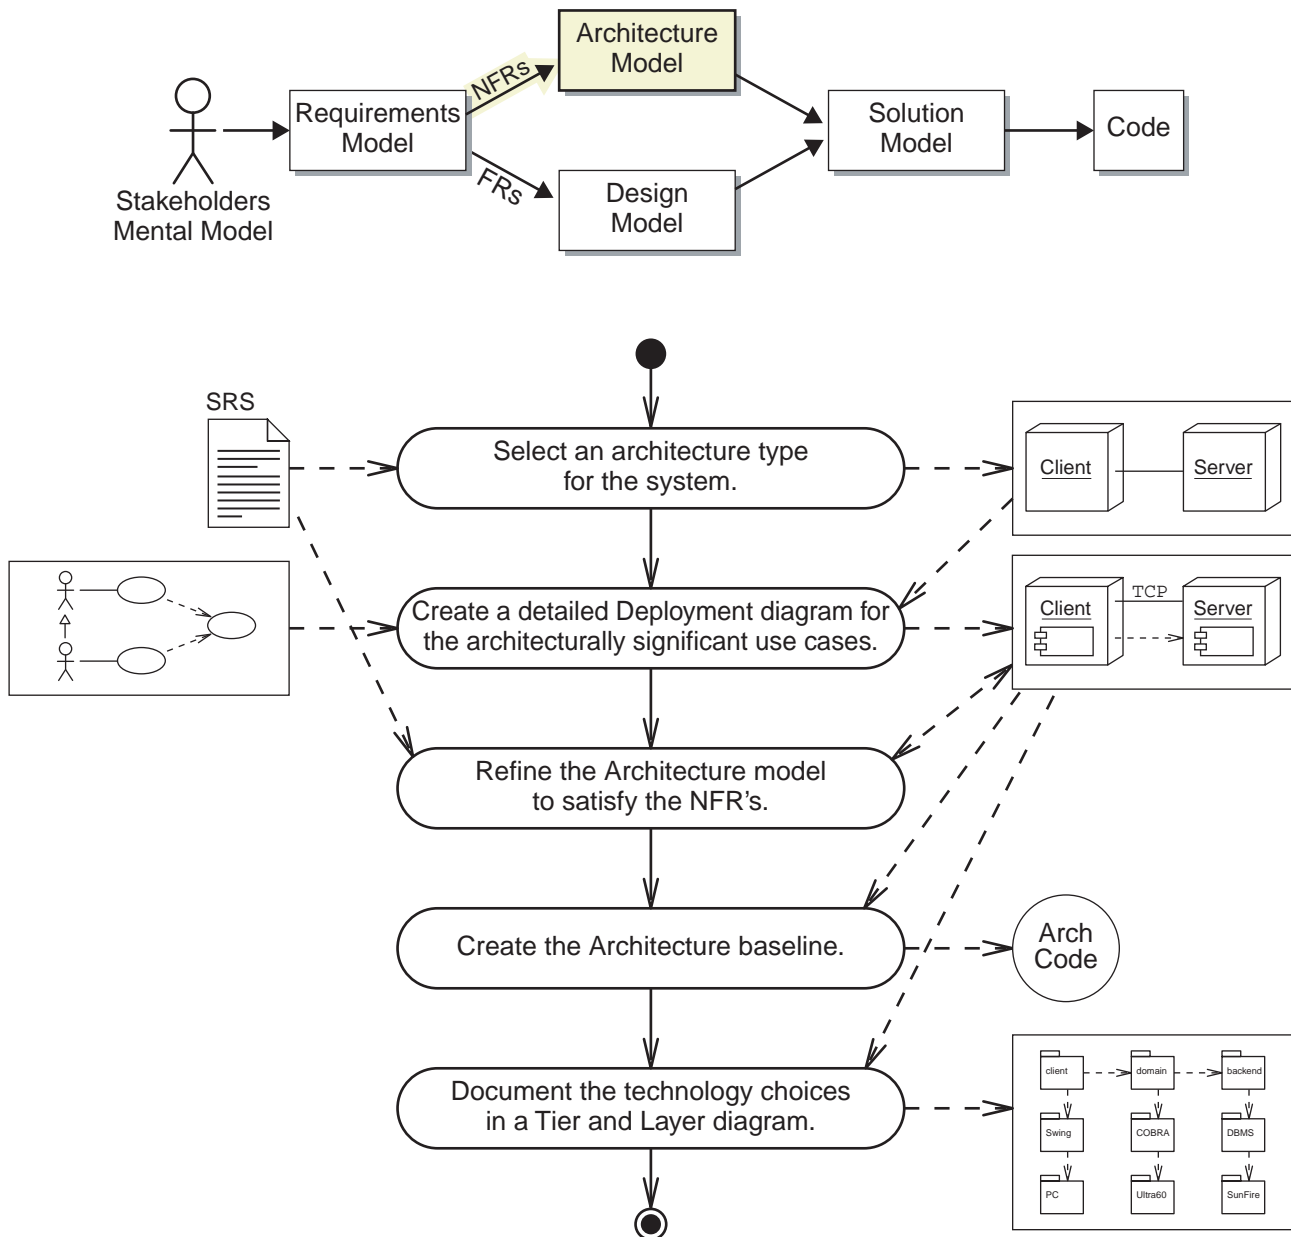 Architecture
Model
NFRs
Requirements
Model
Solution
Model
Code
FRs
Design
Model
Stakeholders
Mental Model
SRS
Select an architecture type
for the system.
Client
Server
Create a detailed Deployment diagram for
the architecturally significant use cases.
TCP
Client
Server
Refine the Architecture model
to satisfy the NFR's.
Create the Architecture baseline.
Arch
Code
Document the technology choices
in a Tier and Layer diagram.
client
domain
backend
Swing
COBRA
DBMS
PC
Ultra60
SunFire